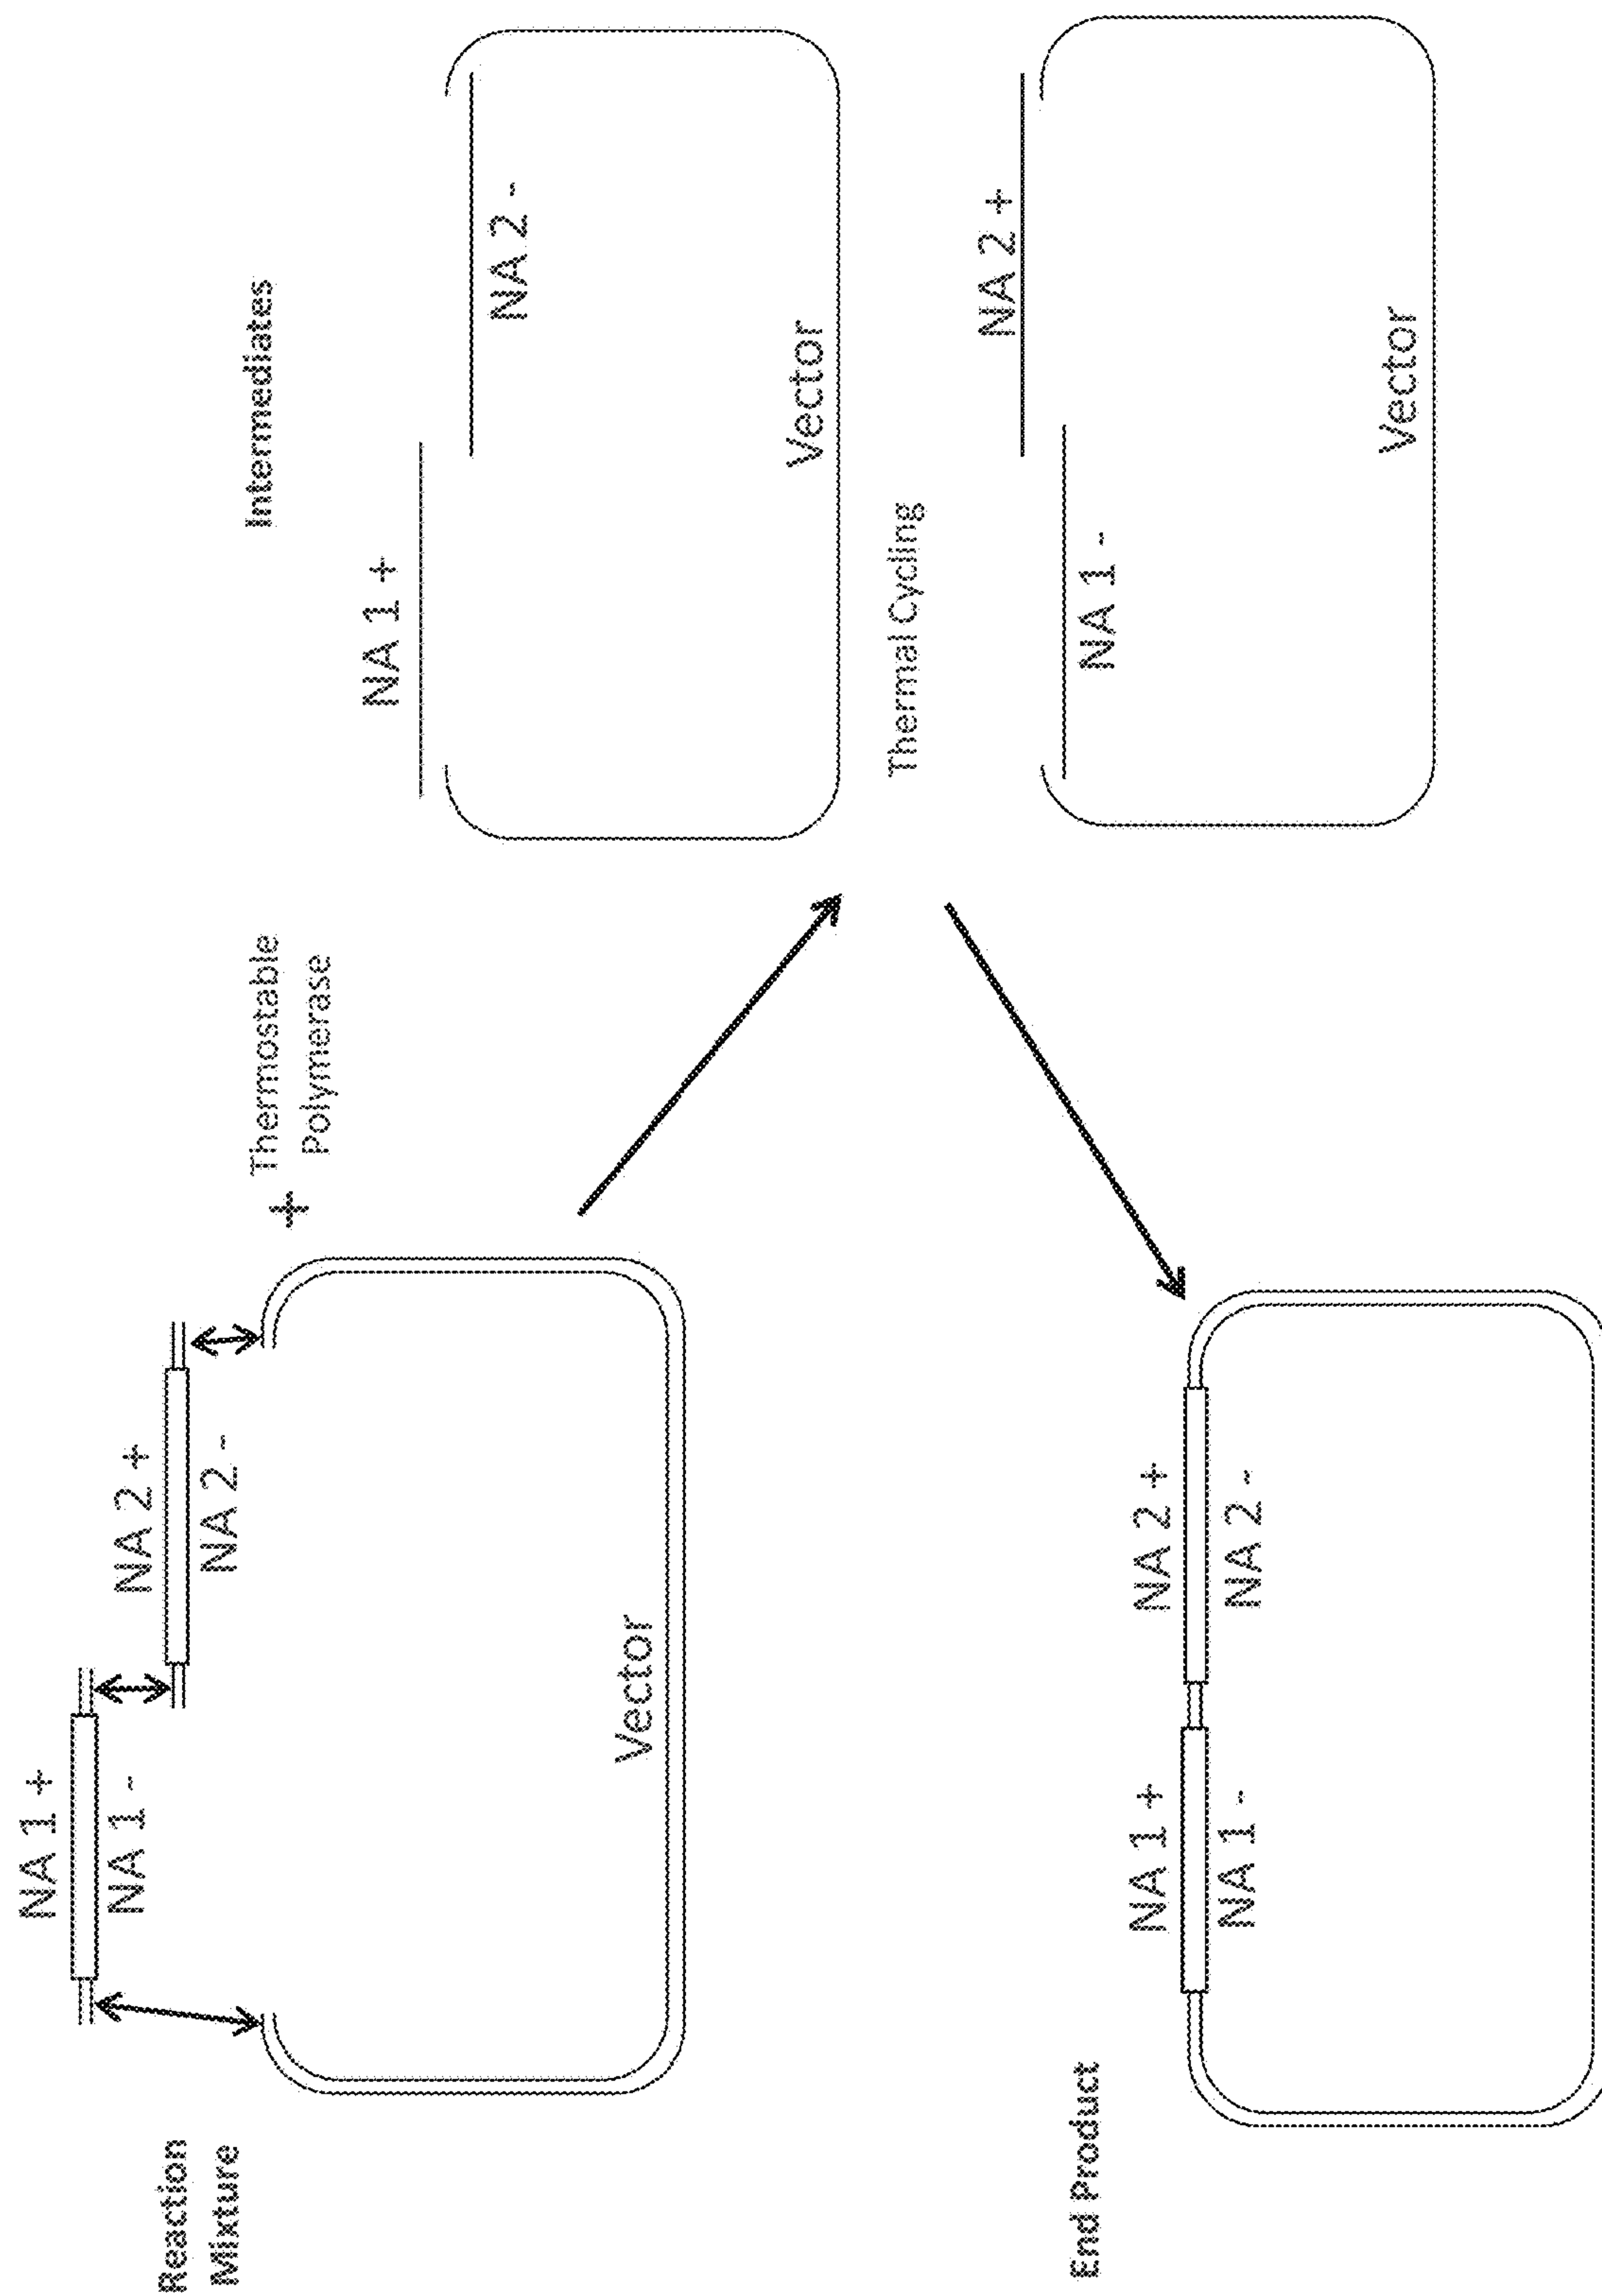 Reaction
Mixture
NA 1 +
NA 1 -
NA 2 +
NA 2 -
Vector
+
Thermostable
Polymerase
Intermediates
NA 1 +
NA 2 -
Vector
Thermal Cycling
NA 2 +
NA 1 -
Vector
End Product
NA 1 +
NA 1 -
NA 2 +
NA 2 -